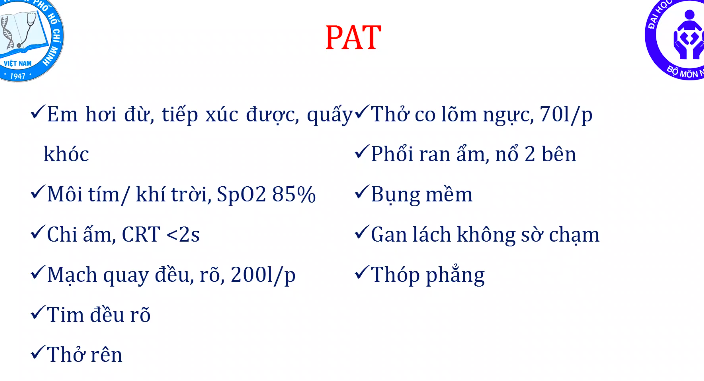 PHỐ HỒ CHÍ MINH
VIỆT NAM
1947
ĐẠI HỌC
BỘ MÔN
PAT
✓Em hơi đừ, tiếp xúc được, quấy
khóc
✓Môi tím/ khí trời, SpO2 85%
✓Chi ấm, CRT <2s
✓Mạch quay đều, rõ, 200l/p
✓Tim đều rõ
✓Thở rên
✓Thở co lõm ngực, 70l/p
✓Phổi ran ẩm, nổ 2 bên
✓Bụng mềm
✓Gan lách không sờ chạm
✓Thóp phẳng